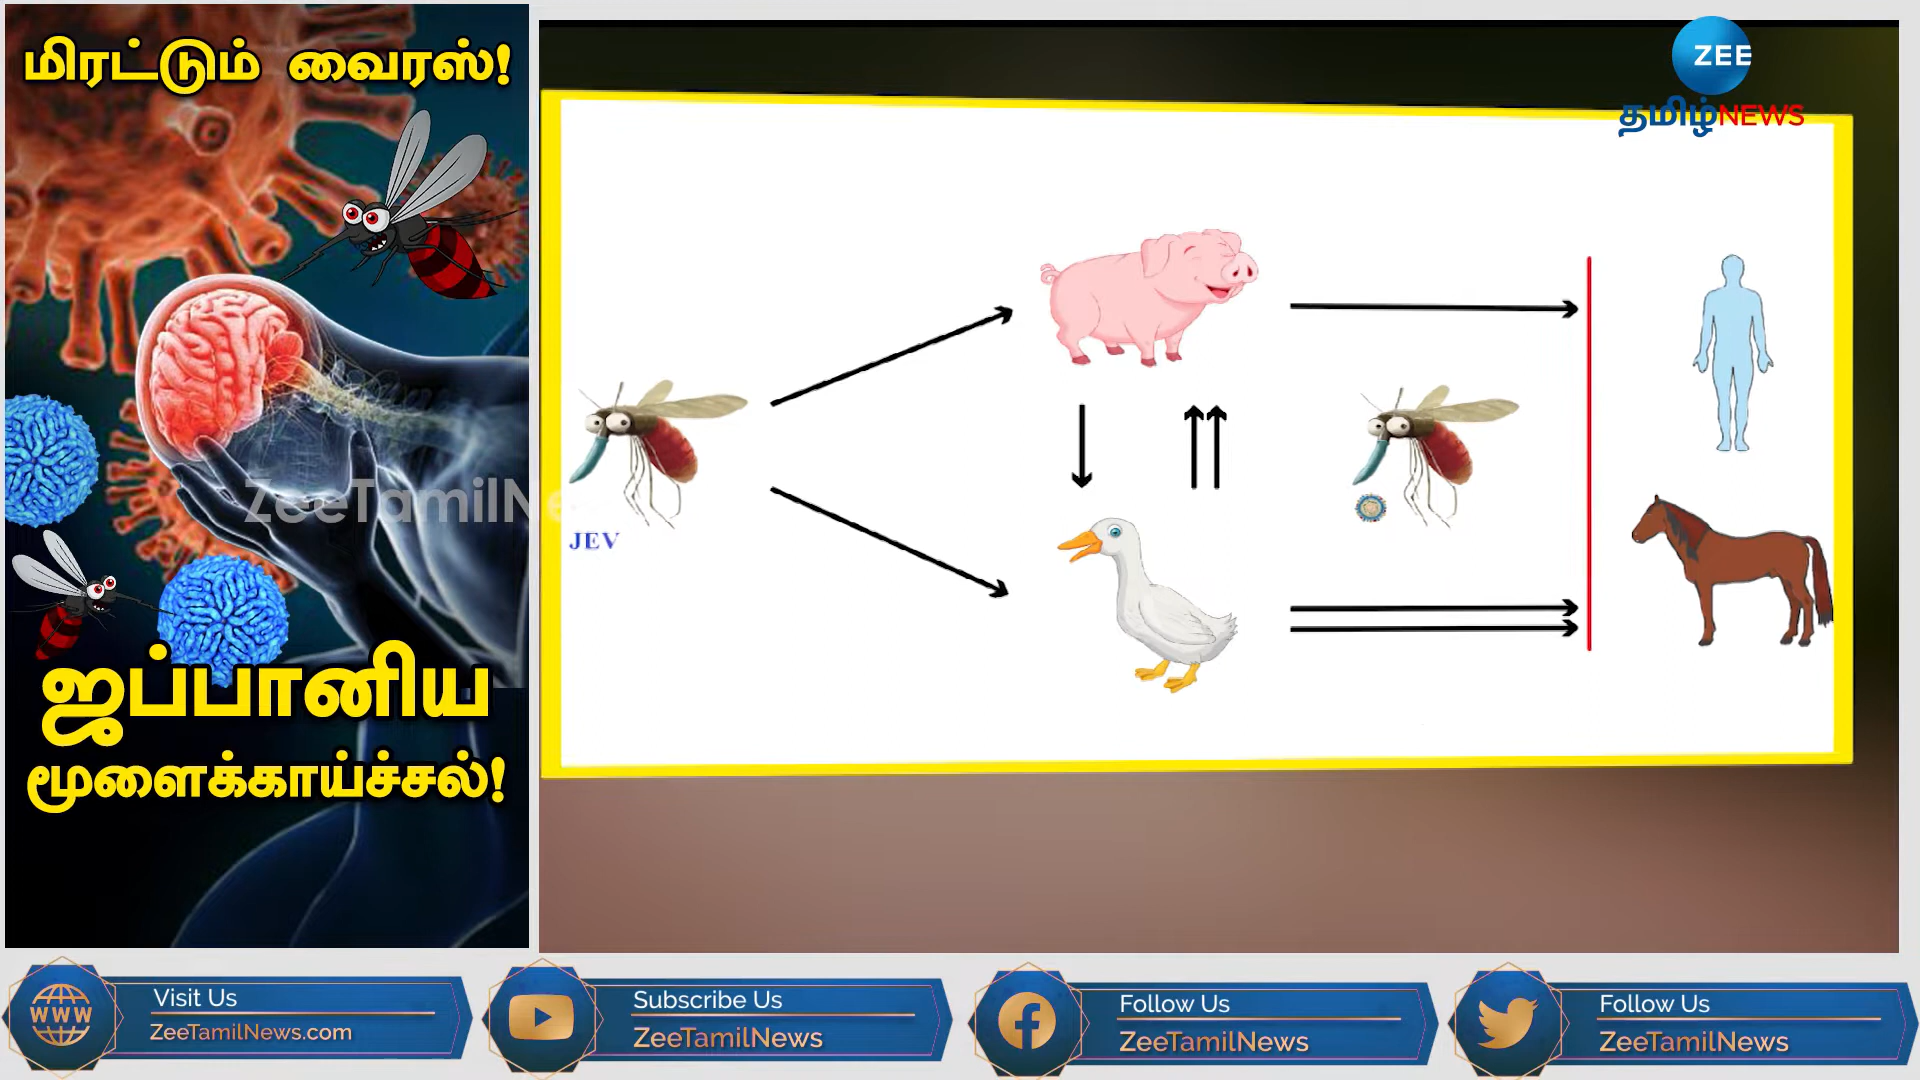 மிரட்டும் வைரஸ்!
ZeeTamilNe
ஜப்பானிய
மூளைக்காய்ச்சல்!
ZEE
தமிழ்NEWS
JEV
WWW
Visit Us
ZeeTamilNews.com
Subscribe Us
ZeeTamilNews
Follow Us
ZeeTamilNews
Follow Us
ZeeTamilNews